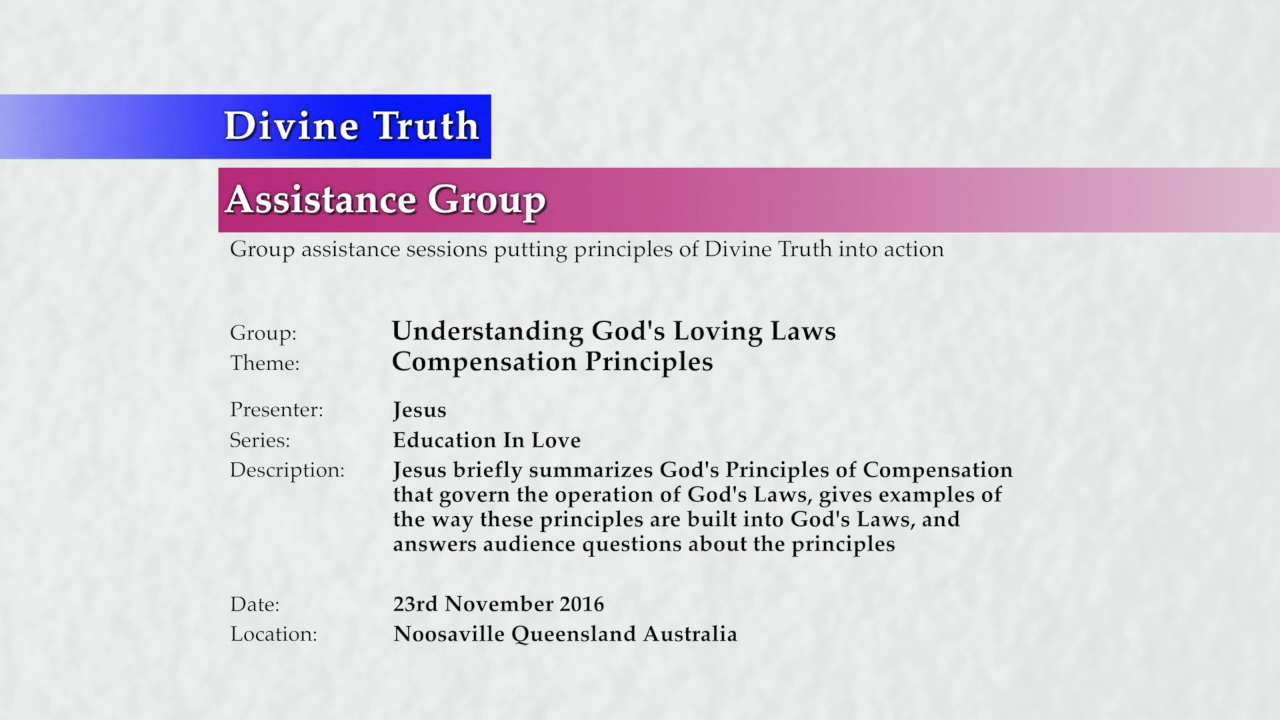 Divine Truth
Assistance Group
Group assistance sessions putting principles of Divine Truth into action
Group: Understanding God's Loving Laws
Theme: Compensation Principles
Presenter: Jesus
Series: Education In Love
Description: Jesus briefly summarizes God's Principles of Compensation
that govern the operation of God's Laws, gives examples of
the way these principles are built into God's Laws, and
answers audience questions about the principles
Date: 23rd November 2016
Location: Noosaville Queensland Australia